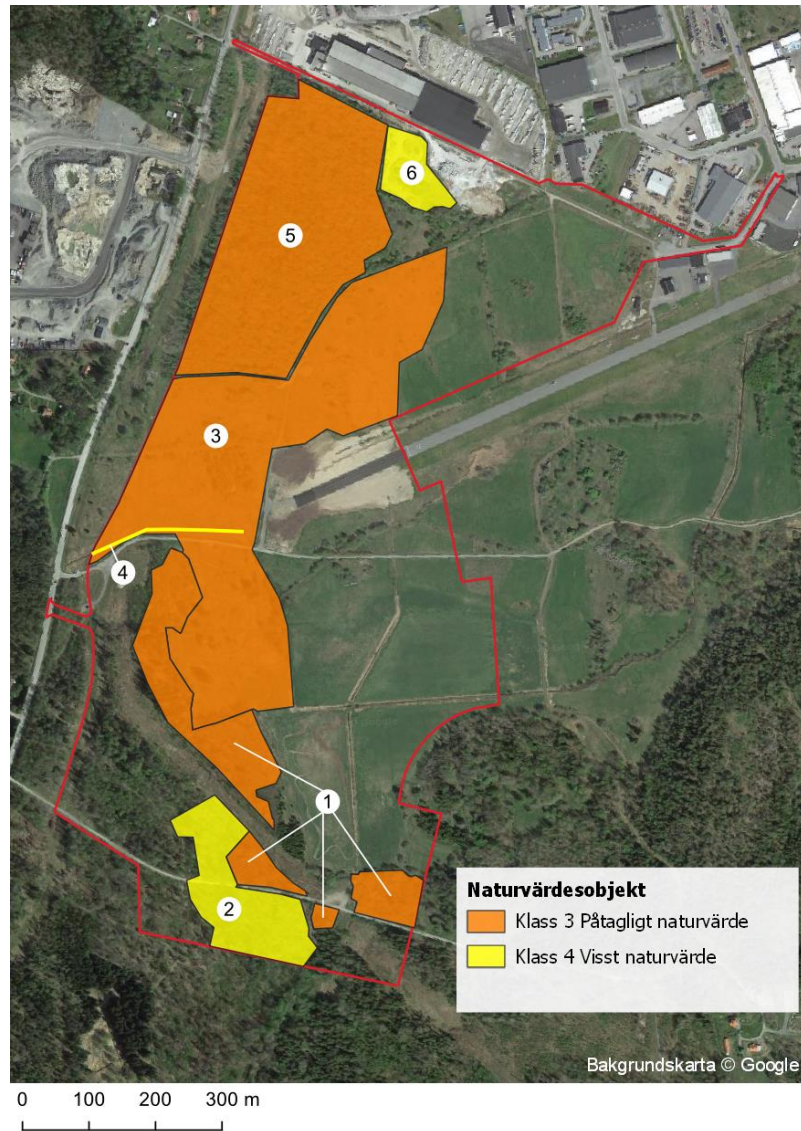 6
5
3
4
1
2
Naturvärdesobjekt
Klass 3 Påtagligt naturvärde
Klass 4 Visst naturvärde
Bakgrundskarta © Google
0 100 200 300 m